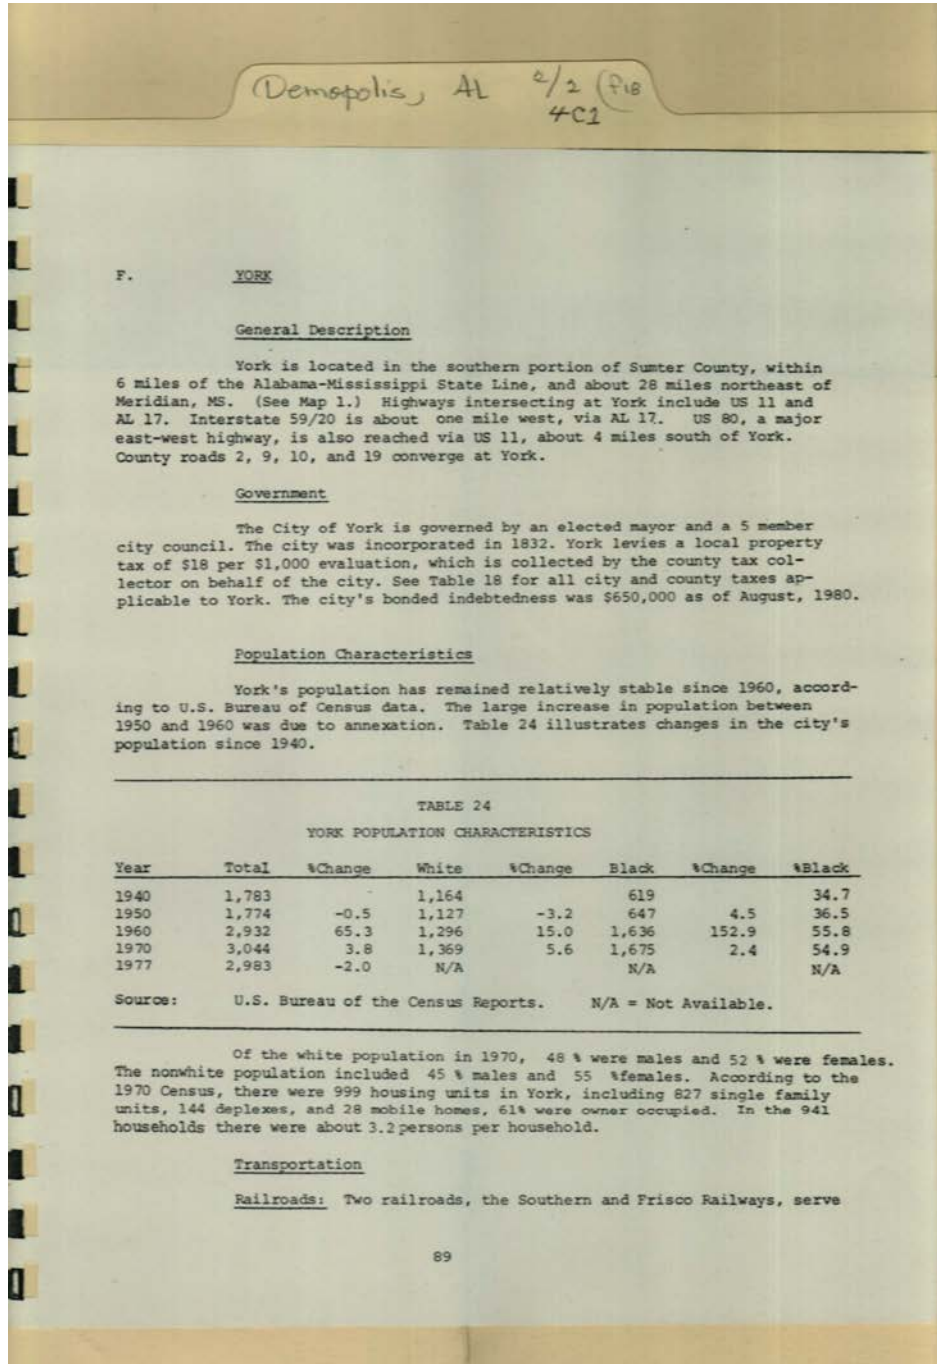 Demopolis, AL 2/2 (FIB
4C1
F. YORK
General Description
York is located in the southern portion of Sumter County, within
6 miles of the Alabama-Mississippi State Line, and about 28 miles northeast of
Meridian, MS. (See Map 1.) Highways intersecting at York include US 11 and
AL 17. Interstate 59/20 is about one mile west, via AL 17. US 80, a major
east-west highway, is also reached via US 11, about 4 miles south of York.
County roads 2, 9, 10, and 19 converge at York.
Government
The City of York is governed by an elected mayor and a 5 member
city council. The city was incorporated in 1832. York levies a local property
tax of $18 per $1,000 evaluation, which is collected by the county tax col-
lector on behalf of the city. See Table 18 for all city and county taxes ap-
plicable to York. The city's bonded indebtedness was $650,000 as of August, 1980.
Population Characteristics
York's population has remained relatively stable since 1960, accord-
ing to U.S. Bureau of Census data. The large increase in population between
1950 and 1960 was due to annexation. Table 24 illustrates changes in the city's
population since 1940.
TABLE 24
YORK POPULATION CHARACTERISTICS
Year Total %Change White %Change Black %Change %Black
1940 1,783 - 1,164 619 34.7
1950 1,774 -0.5 1,127 -3.2 647 4.5 36.5
1960 2,932 65.3 1,296 15.0 1,636 152.9 55.8
1970 3,044 3.8 1,369 5.6 1,675 2.4 54.9
1977 2,983 -2.0 N/A N/A N/A
Source: U.S. Bureau of the Census Reports. N/A = Not Available.
Of the white population in 1970, 48 % were males and 52 % were females.
The nonwhite population included 45 % males and 55 %females. According to the
1970 Census, there were 999 housing units in York, including 827 single family
units, 144 deplexes, and 28 mobile homes, 61% were owner occupied. In the 941
households there were about 3.2 persons per household.
Transportation
Railroads: Two railroads, the Southern and Frisco Railways, serve
89